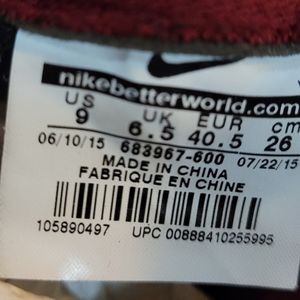 nikebetterworld.com
US UK EUR cm
9 6.5 40.5 26
06/10/15 683967-600 07/22/15
MADE IN CHINA
FABRIQUE EN CHINE
105890497 UPC 00888410255995